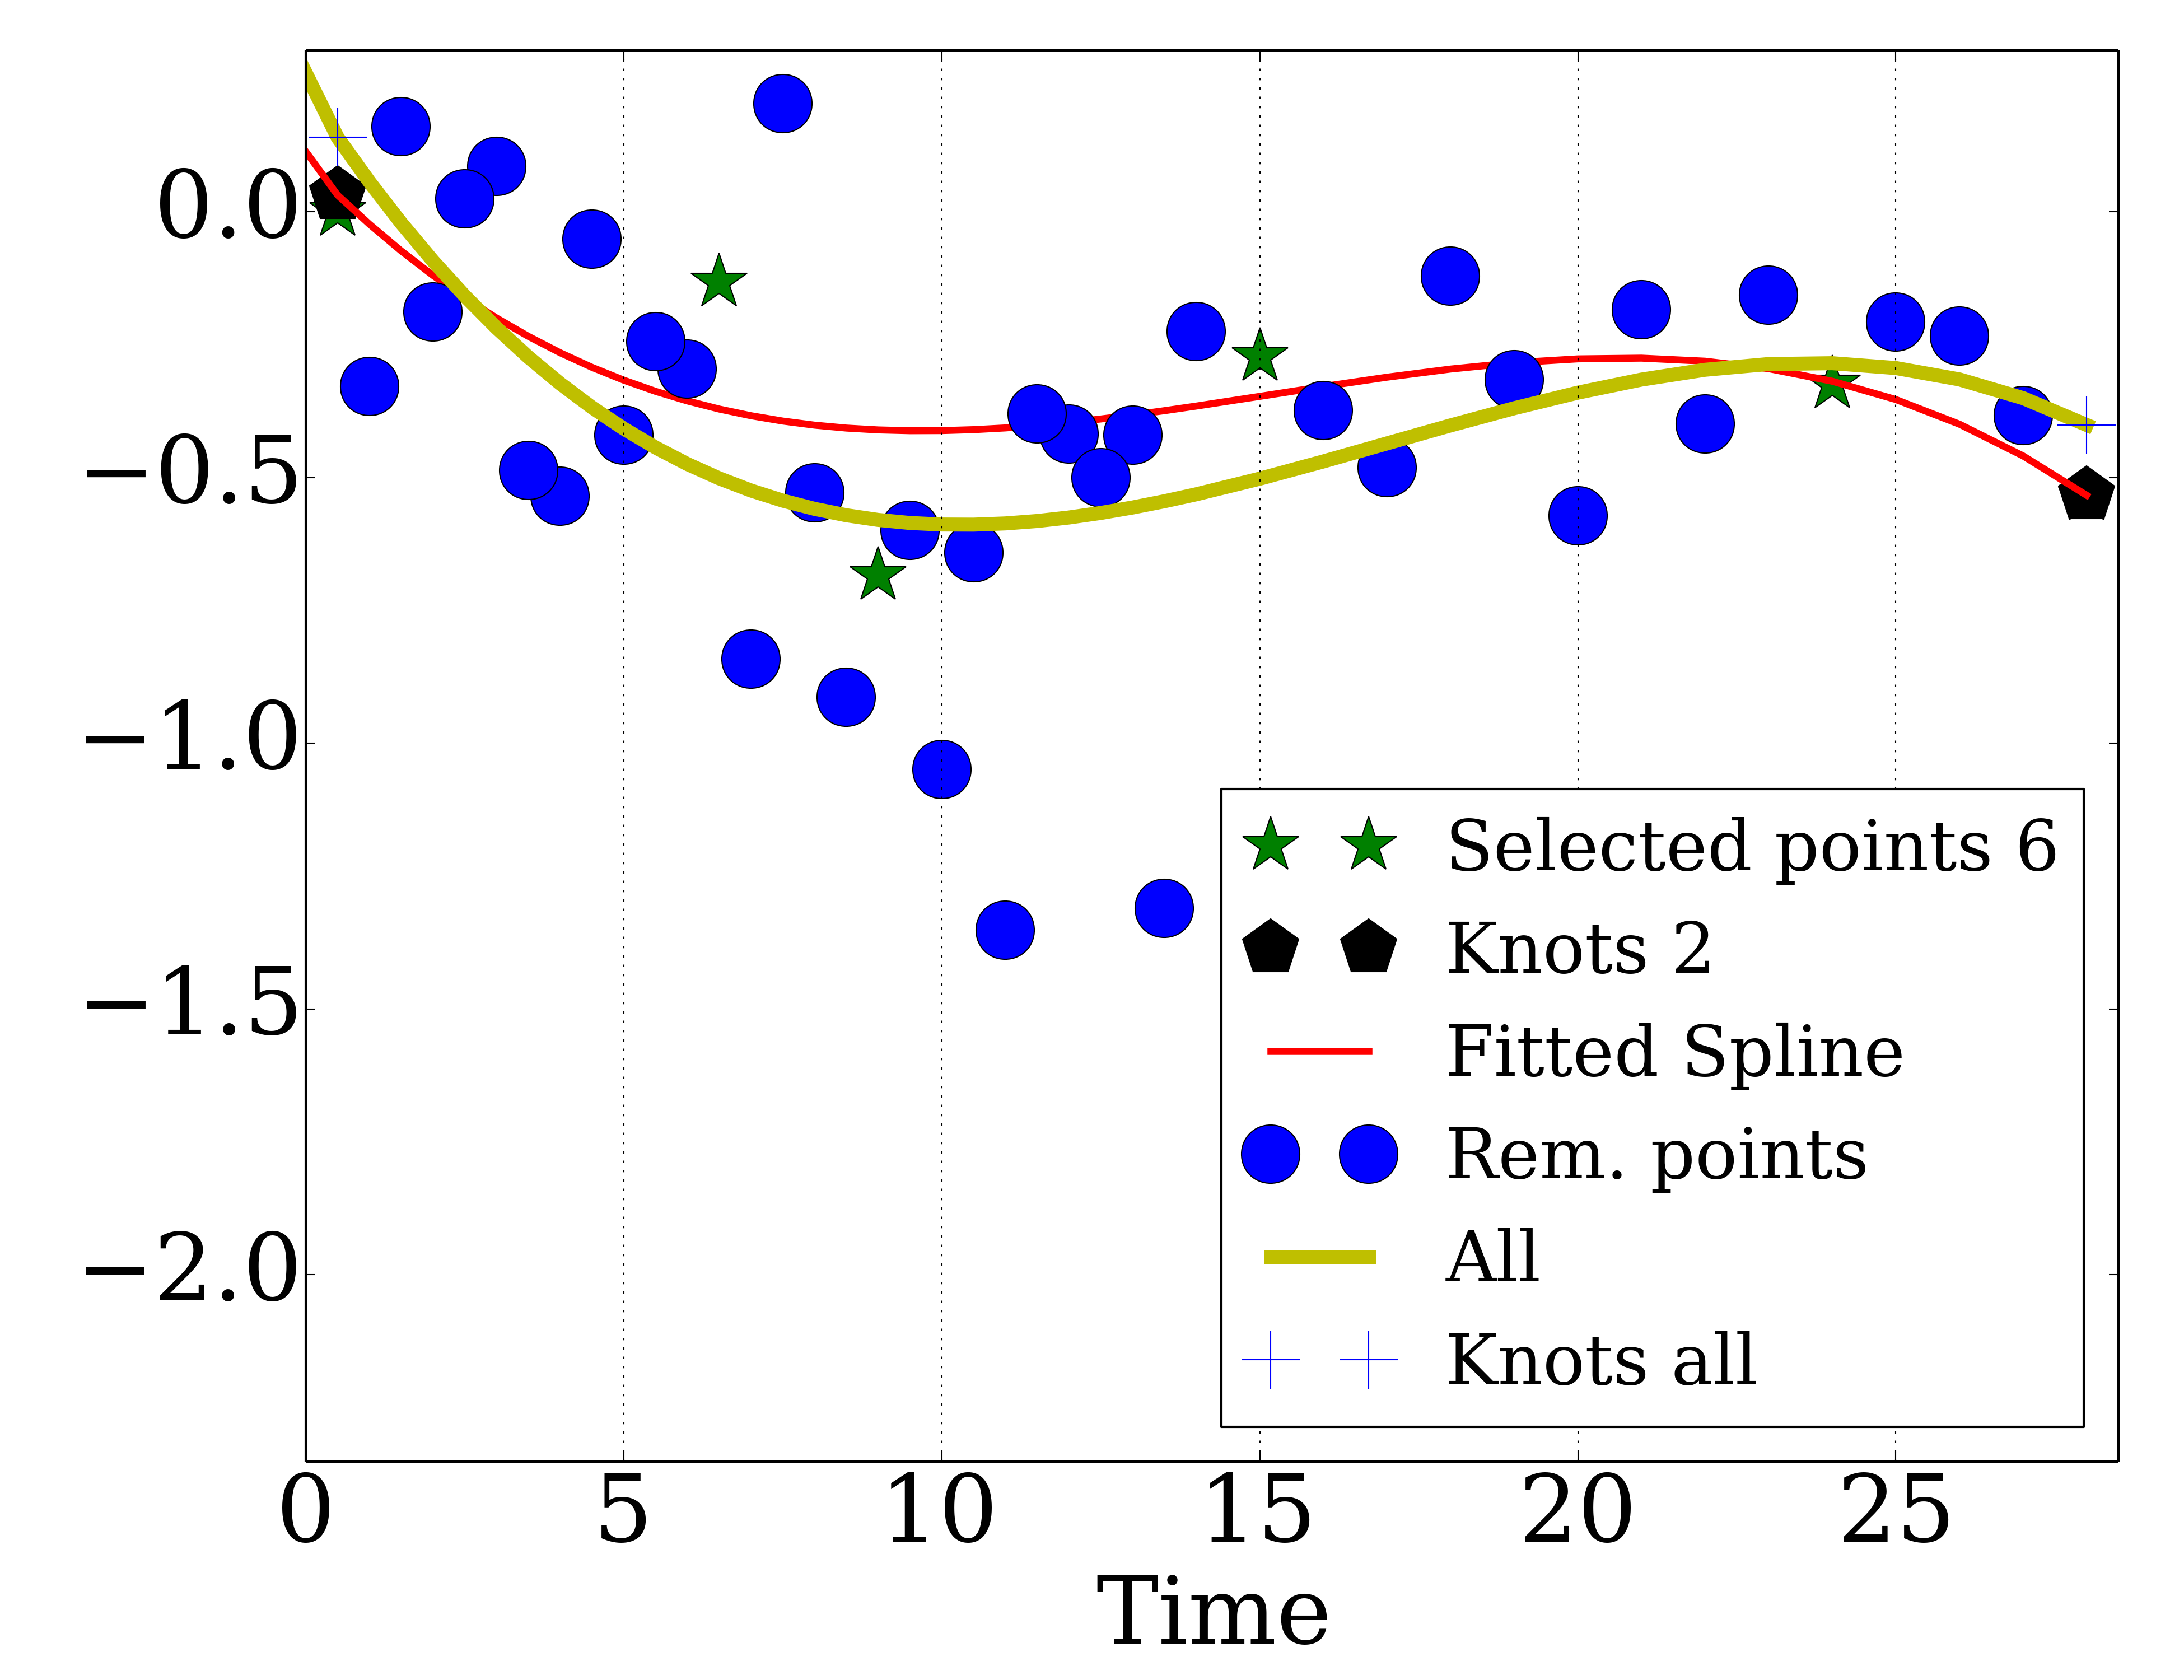 0.0
−0.5
−1.0
−1.5
−2.0
Selected points 6
Knots 2
Fitted Spline
Rem. points
All
Knots all
0 5 10 15 20 25
Time